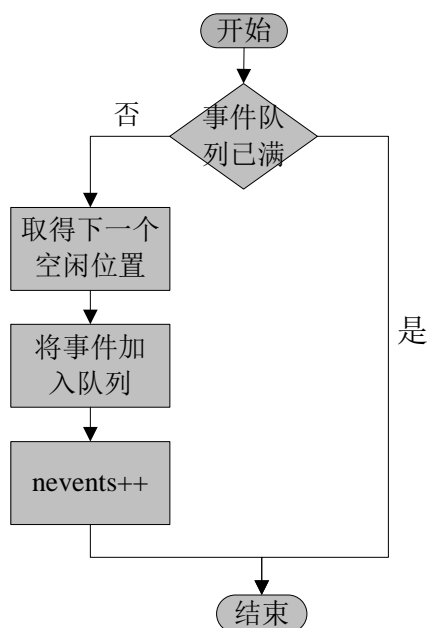 开始
否
事件队
列已满
取得下一个
空闲位置
是
将事件加
入队列
nevents++
结束